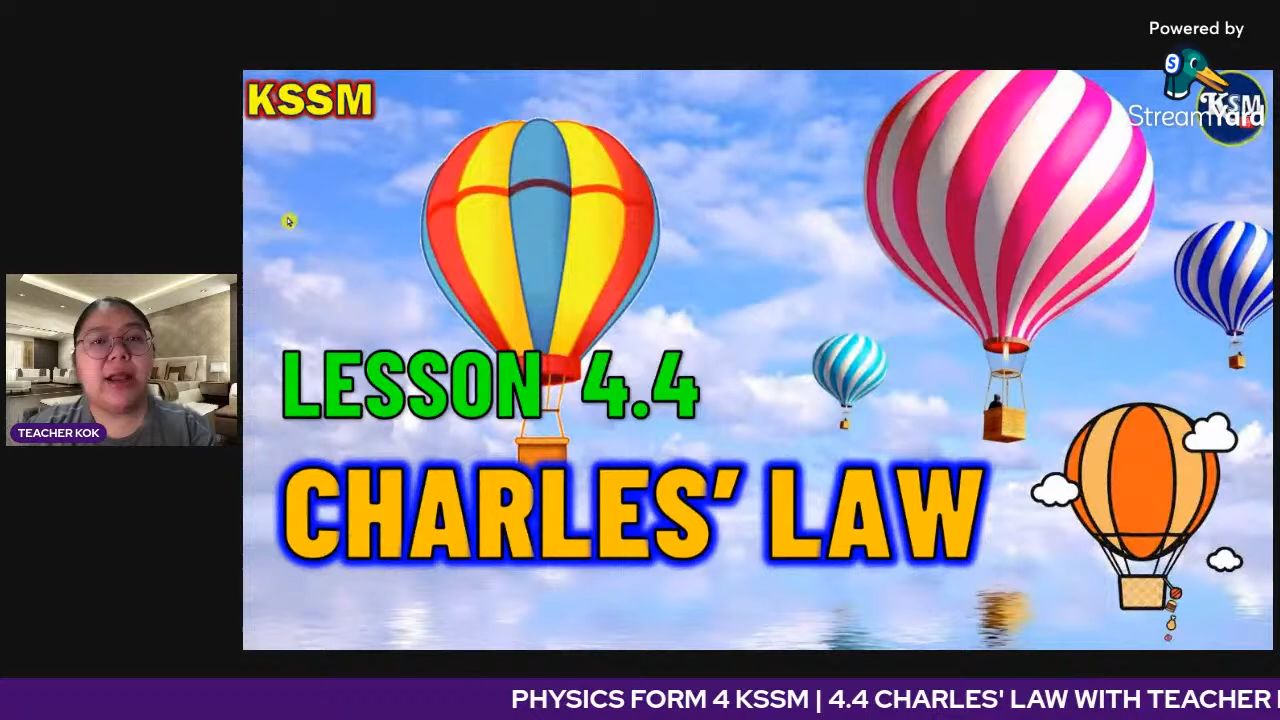 Powered by
S
StreamYard
KSSM
KSSM
LESSON 4.4
CHARLES' LAW
TEACHER KOK
PHYSICS FORM 4 KSSM | 4.4 CHARLES' LAW WITH TEACHER